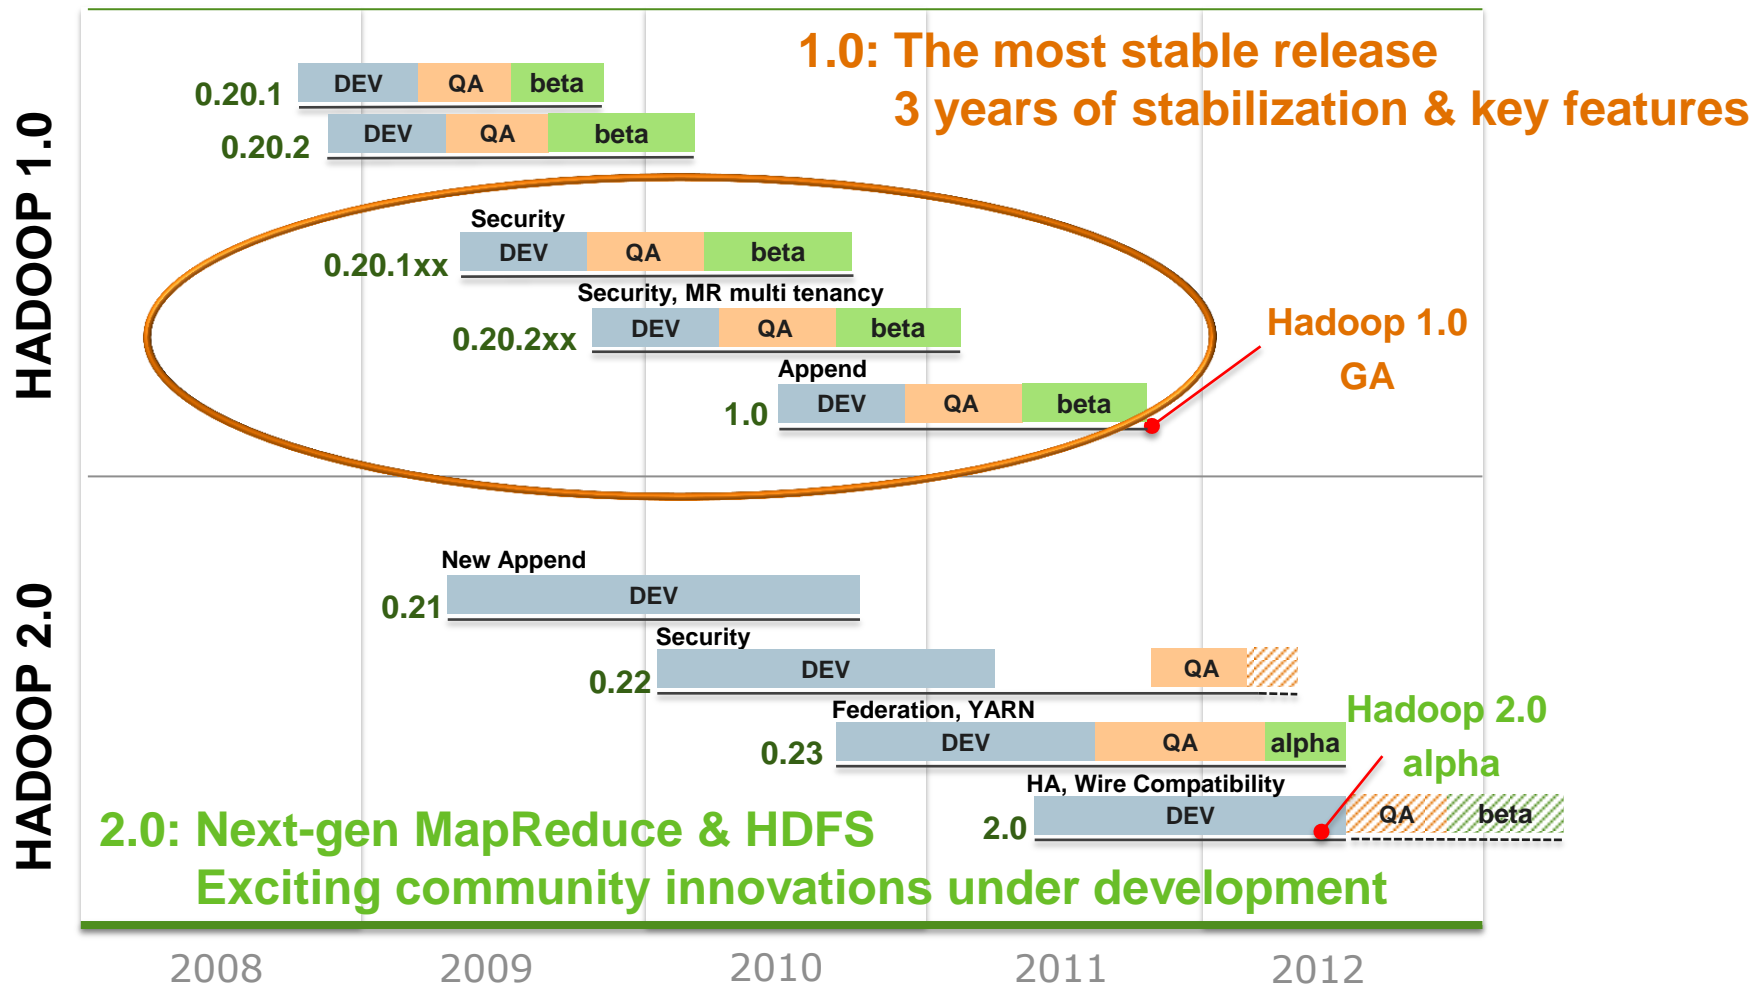 1.0: The most stable release
3 years of stabilization & key features
HADOOP 1.0
0.20.1 DEV QA beta
0.20.2 DEV QA beta
Security
0.20.1xx DEV QA beta
Security, MR multi tenancy
0.20.2xx DEV QA beta
Hadoop 1.0
GA
Append
1.0 DEV QA beta
HADOOP 2.0
New Append
0.21 DEV
Security
0.22 DEV QA
Federation, YARN
0.23 DEV QA alpha
Hadoop 2.0
alpha
HA, Wire Compatibility
2.0 DEV QA beta
2.0: Next-gen MapReduce & HDFS
Exciting community innovations under development
2008 2009 2010 2011 2012